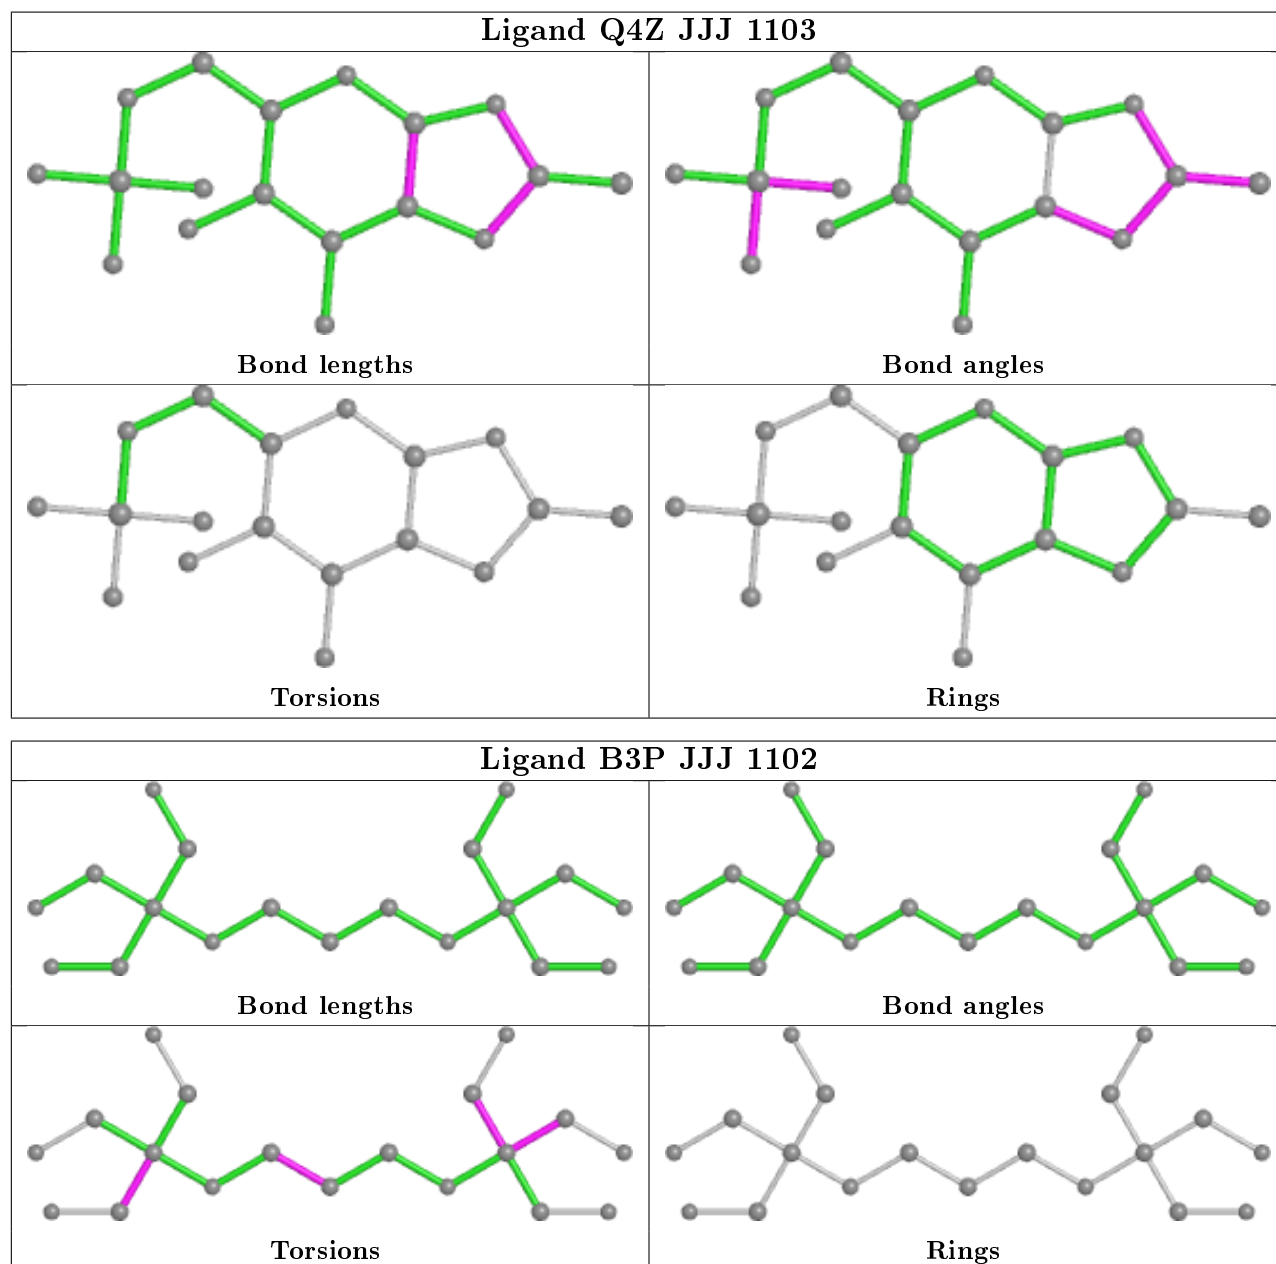 Ligand Q4Z JJJ 1103
Bond lengths
Bond angles
Torsions
Rings
Ligand B3P JJJ 1102
Bond lengths
Bond angles
Torsions
Rings